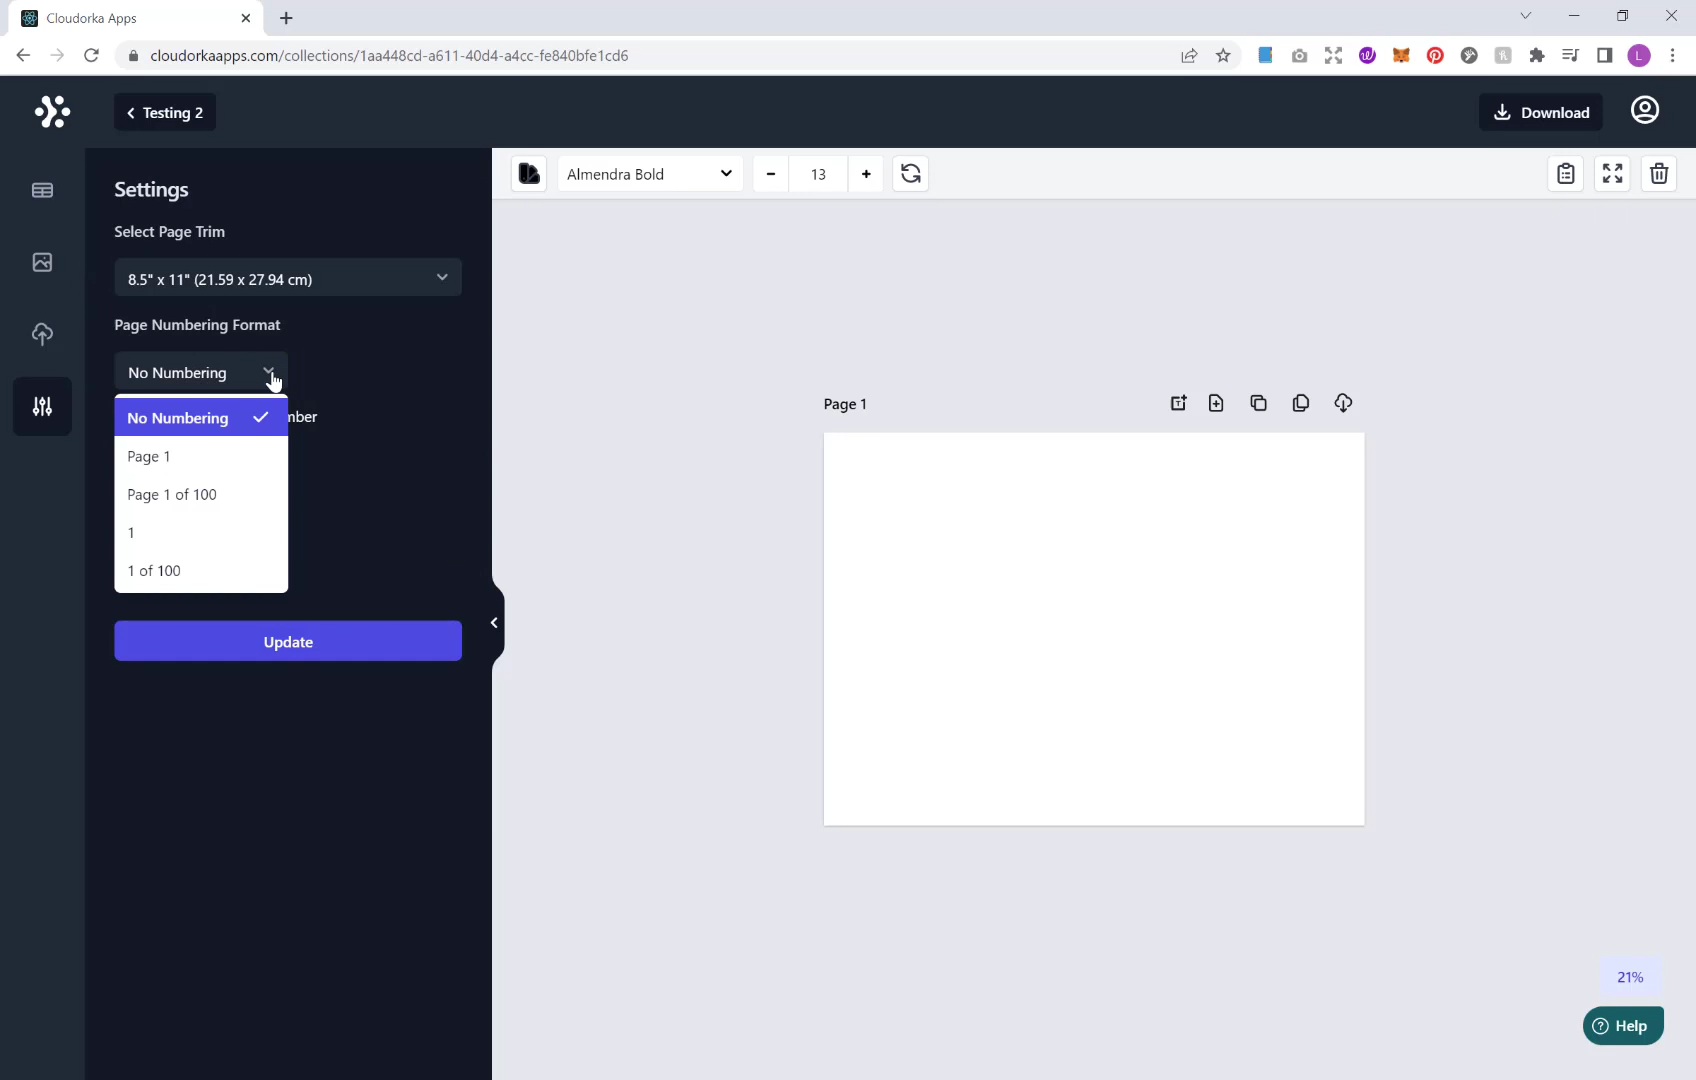 Cloudorka Apps
cloudorkaapps.com/collections/1aa448cd-a611-40d4-a4cc-fe840bfe1cd6
Testing 2
Download
Settings
Almendra Bold
- 13 +
Select Page Trim
8.5" x 11" (21.59 x 27.94 cm)
Page Numbering Format
No Numbering
No Numbering
mber
Page 1
Page 1 of 100
1
1 of 100
Update
Page 1
21%
Help